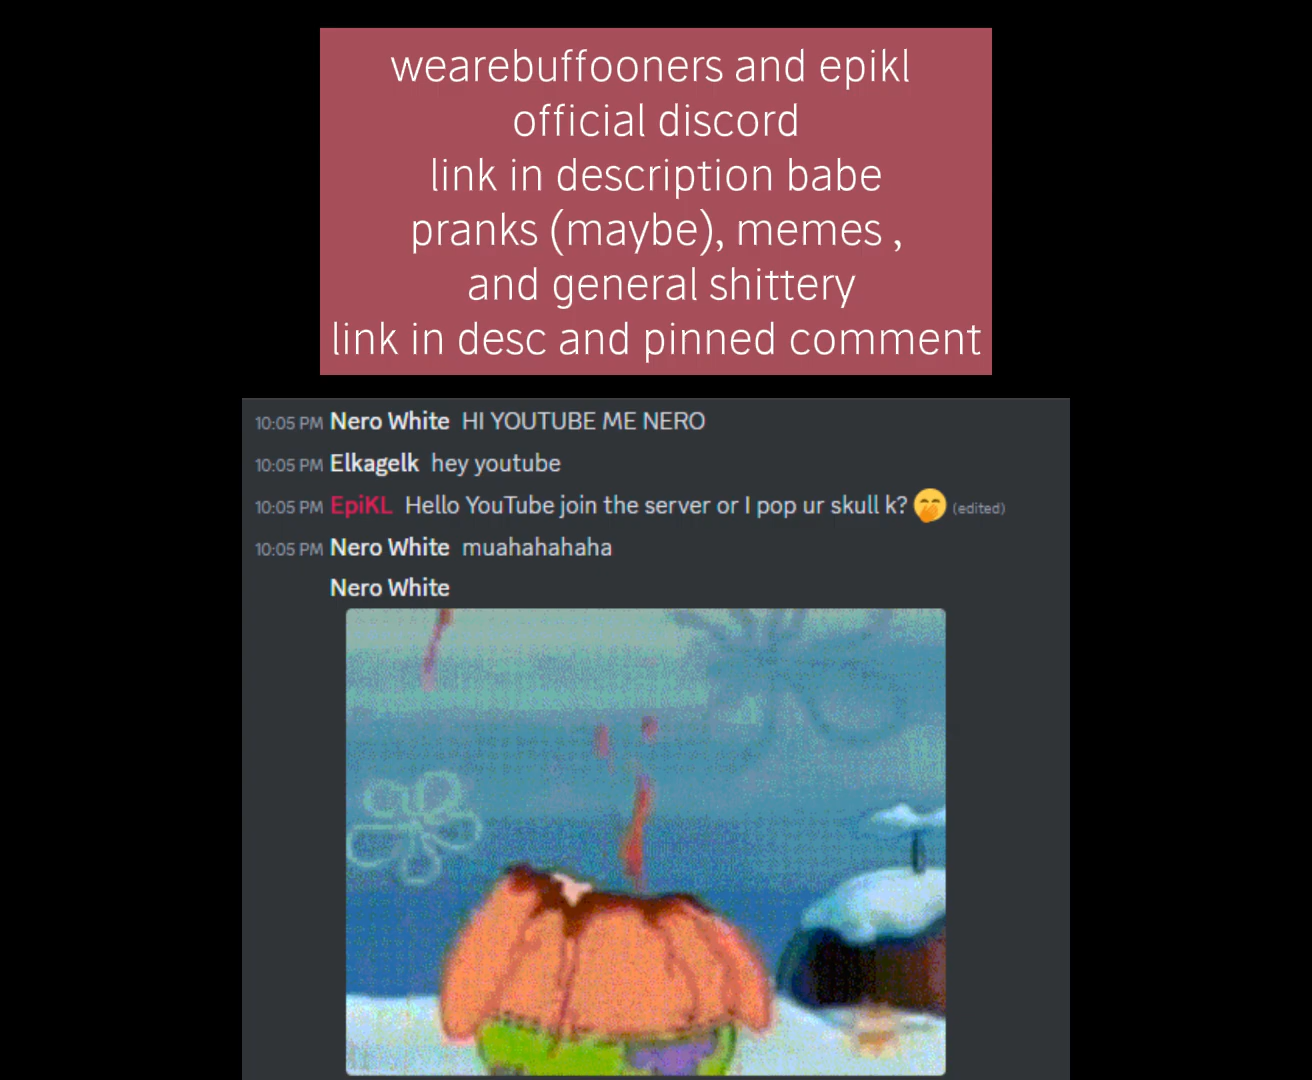 wearebuffooners and epikl
official discord
link in description babe
pranks (maybe), memes ,
and general shittery
link in desc and pinned comment
10:05 PM Nero White HI YOUTUBE ME NERO
10:05 PM Elkagelk hey youtube
10:05 PM EpiKL Hello YouTube join the server or I pop ur skull k? 🤭 (edited)
10:05 PM Nero White muahahahaha
Nero White